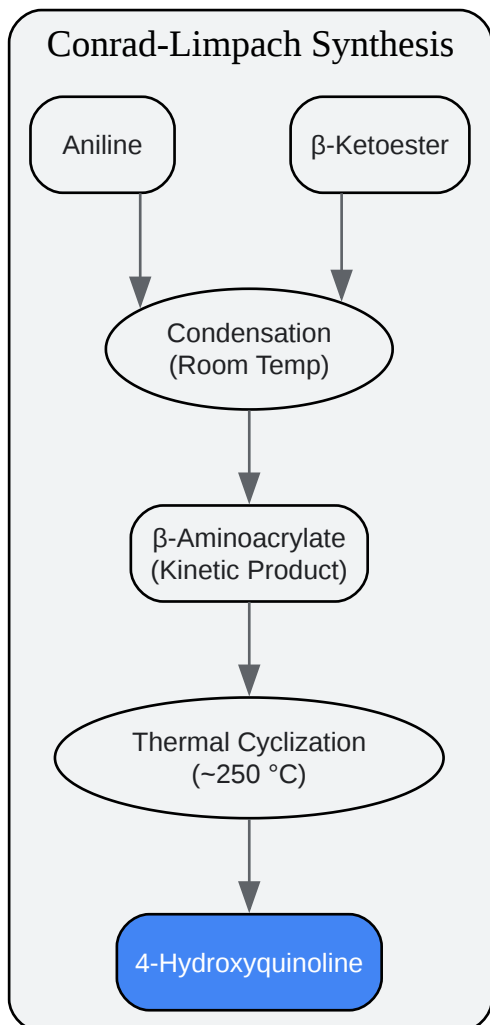 Conrad-Limpach Synthesis
Aniline
β-Ketoester
Condensation
(Room Temp)
β-Aminoacrylate
(Kinetic Product)
Thermal Cyclization
(~250 °C)
4-Hydroxyquinoline